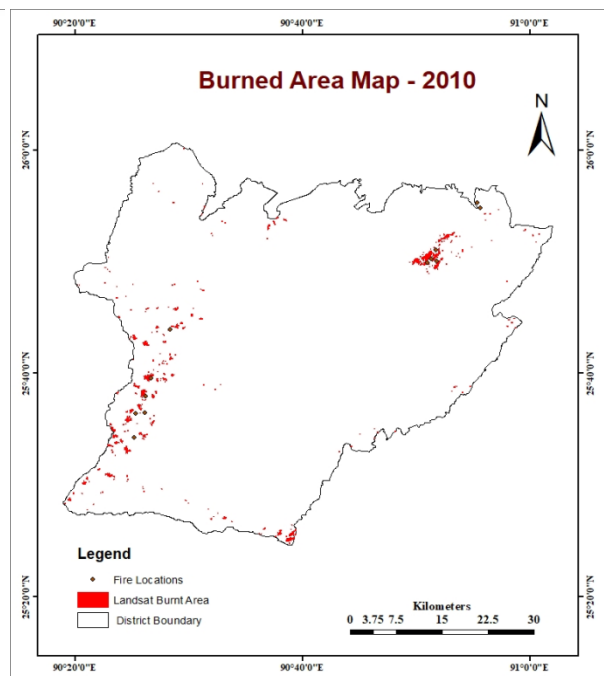 90°20'0"E 90°40'0"E 91°0'0"E
Burned Area Map - 2010
N
26°0'0"N 26°0'0"N
25°40'0"N 25°40'0"N
25°20'0"N 25°20'0"N
Legend
Fire Locations
Landsat Burnt Area
District Boundary
Kilometers
0 3.75 7.5 15 22.5 30
90°20'0"E 90°40'0"E 91°0'0"E